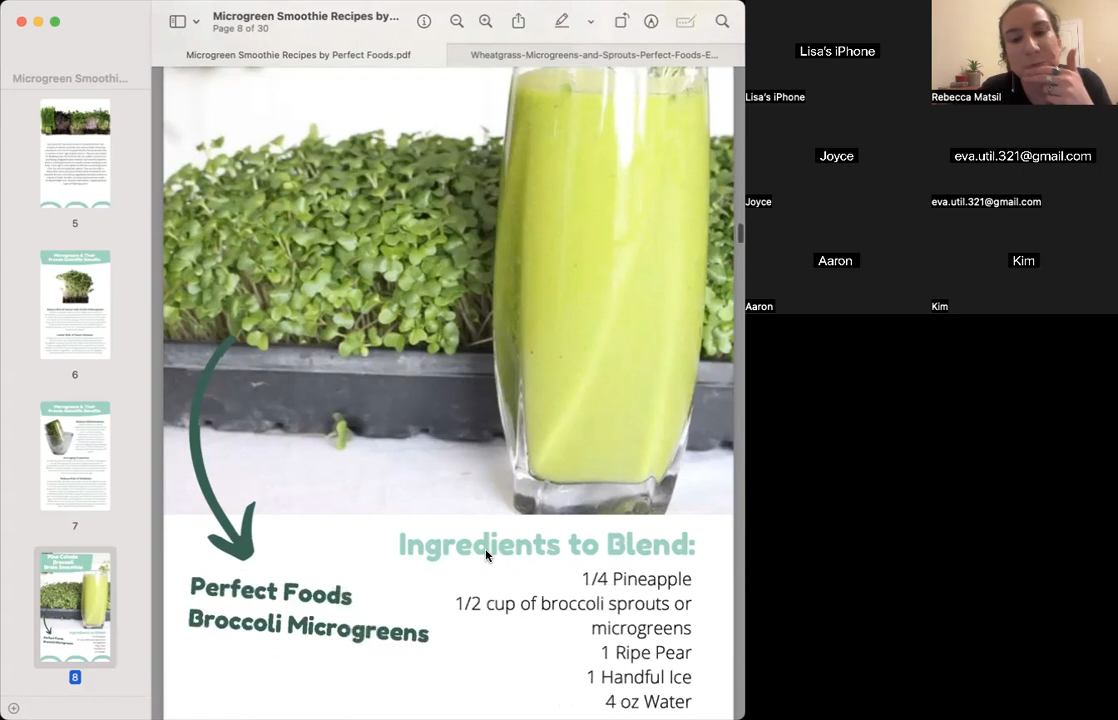 Microgreen Smoothie Recipes by...
Page 8 of 30
Microgreen Smoothie Recipes by Perfect Foods.pdf
Wheatgrass-Microgreens-and-Sprouts-Perfect-Foods-E...
Microgreen Smoothi...
5
6
7
8
Perfect Foods
Broccoli Microgreens
Ingredients to Blend:
1/4 Pineapple
1/2 cup of broccoli sprouts or
microgreens
1 Ripe Pear
1 Handful Ice
4 oz Water
Lisa's iPhone
Lisa's iPhone
Rebecca Matsil
Joyce
eva.util.321@gmail.com
Joyce
eva.util.321@gmail.com
Aaron
Kim
Aaron
Kim